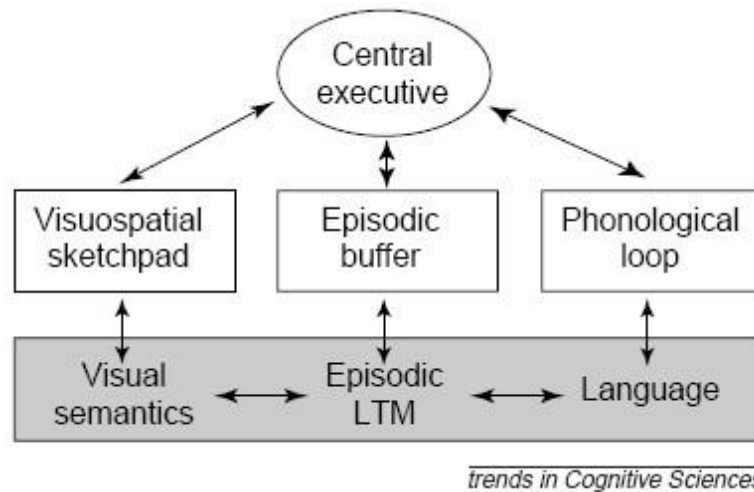 Central
executive
Visuospatial
sketchpad
Episodic
buffer
Phonological
loop
Visual
semantics
Episodic
LTM
Language
trends in Cognitive Sciences